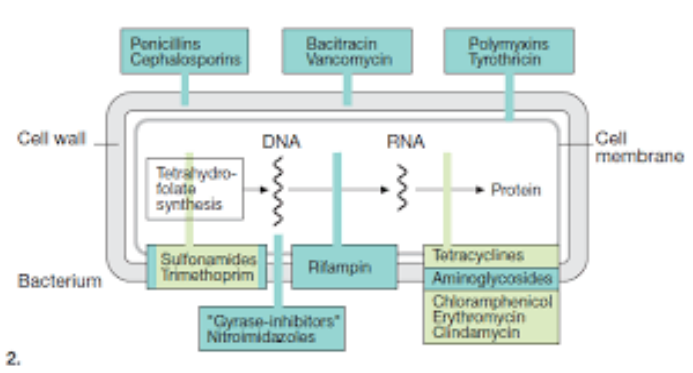 Penicillins
Cephalosporins
Bacitracin
Vancomycin
Polymyxins
Tyrothricin
Cell wall
DNA
RNA
Cell
membrane
Tetrahydro-
folate
synthesis
Protein
Bacterium
Sulfonamides
Trimethoprim
Rifampin
Tetracyclines
Aminoglycosides
Chloramphenicol
Erythromycin
Clindamycin
"Gyrase-inhibitors"
Nitroimidazoles
2.